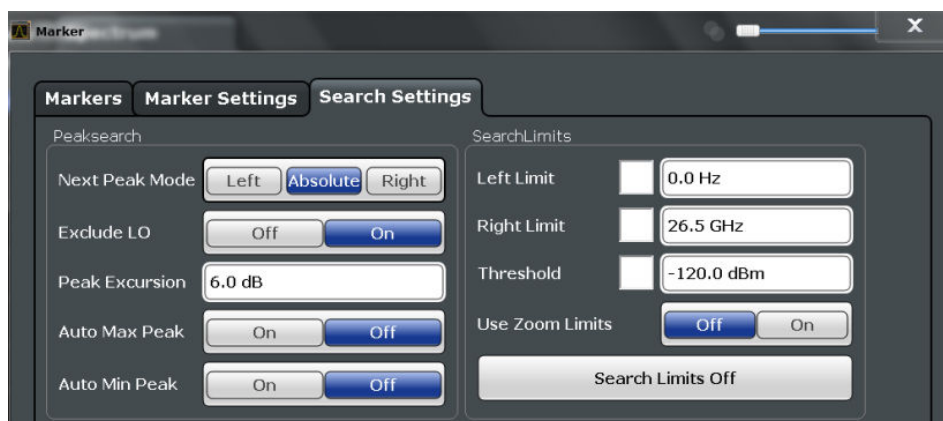 Marker
Markers Marker Settings Search Settings
Peaksearch
Next Peak Mode Left Absolute Right
Exclude LO Off On
Peak Excursion 6.0 dB
Auto Max Peak On Off
Auto Min Peak On Off
SearchLimits
Left Limit 0.0 Hz
Right Limit 26.5 GHz
Threshold -120.0 dBm
Use Zoom Limits Off On
Search Limits Off